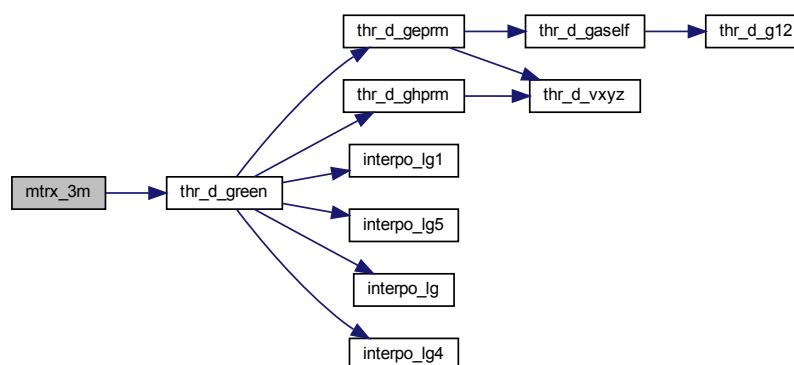 mtrx_3m
thr_d_green
thr_d_geprm
thr_d_gaself
thr_d_g12
thr_d_vxyz
thr_d_ghprm
interpo_lg1
interpo_lg5
interpo_lg
interpo_lg4